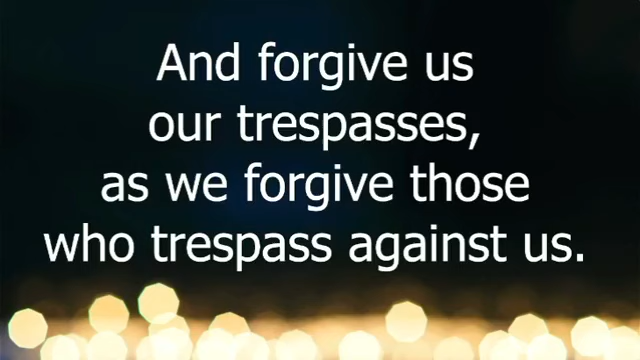 And forgive us
our trespasses,
as we forgive those
who trespass against us.